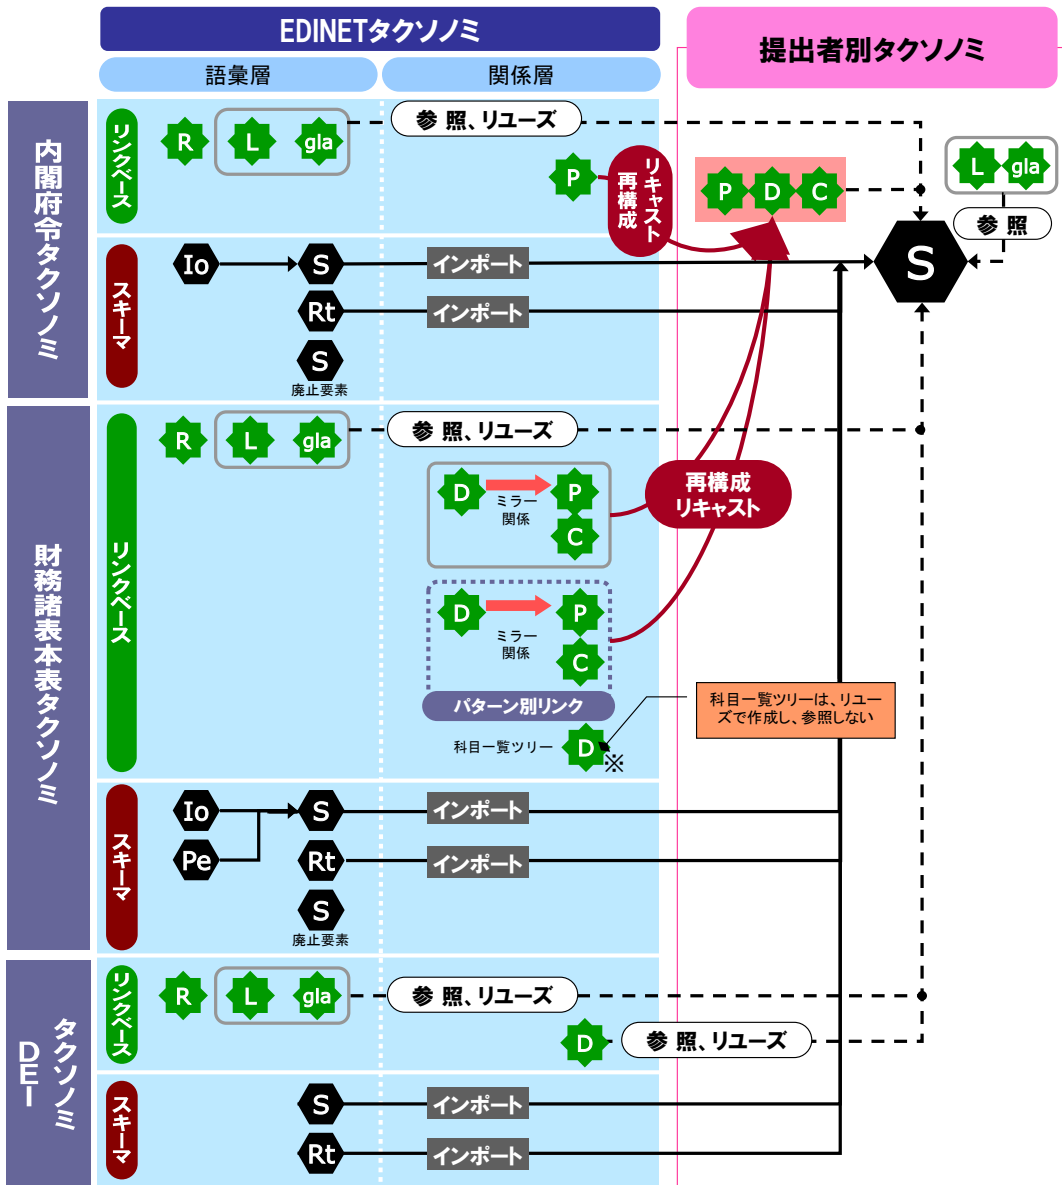 EDINETタクソノミ
提出者別タクソノミ
語彙層
関係層
内閣府令タクソノミ
リンクベース
R
L
gla
参照、リユーズ
P
リキャスト
再構成
P
D
C
L
gla
参照
S
スキーマ
Io
S
インポート
Rt
インポート
S
廃止要素
財務諸表本表タクソノミ
リンクベース
R
L
gla
参照、リユーズ
D
ミラー
関係
P
C
再構成
リキャスト
D
ミラー
関係
P
C
パターン別リンク
科目一覧ツリー
D
※
科目一覧ツリーは、リユー
ズで作成し、参照しない
スキーマ
Io
S
インポート
Pe
Rt
インポート
S
廃止要素
DEI
タクソノミ
リンクベース
R
L
gla
参照、リユーズ
D
参照、リユーズ
スキーマ
S
インポート
Rt
インポート